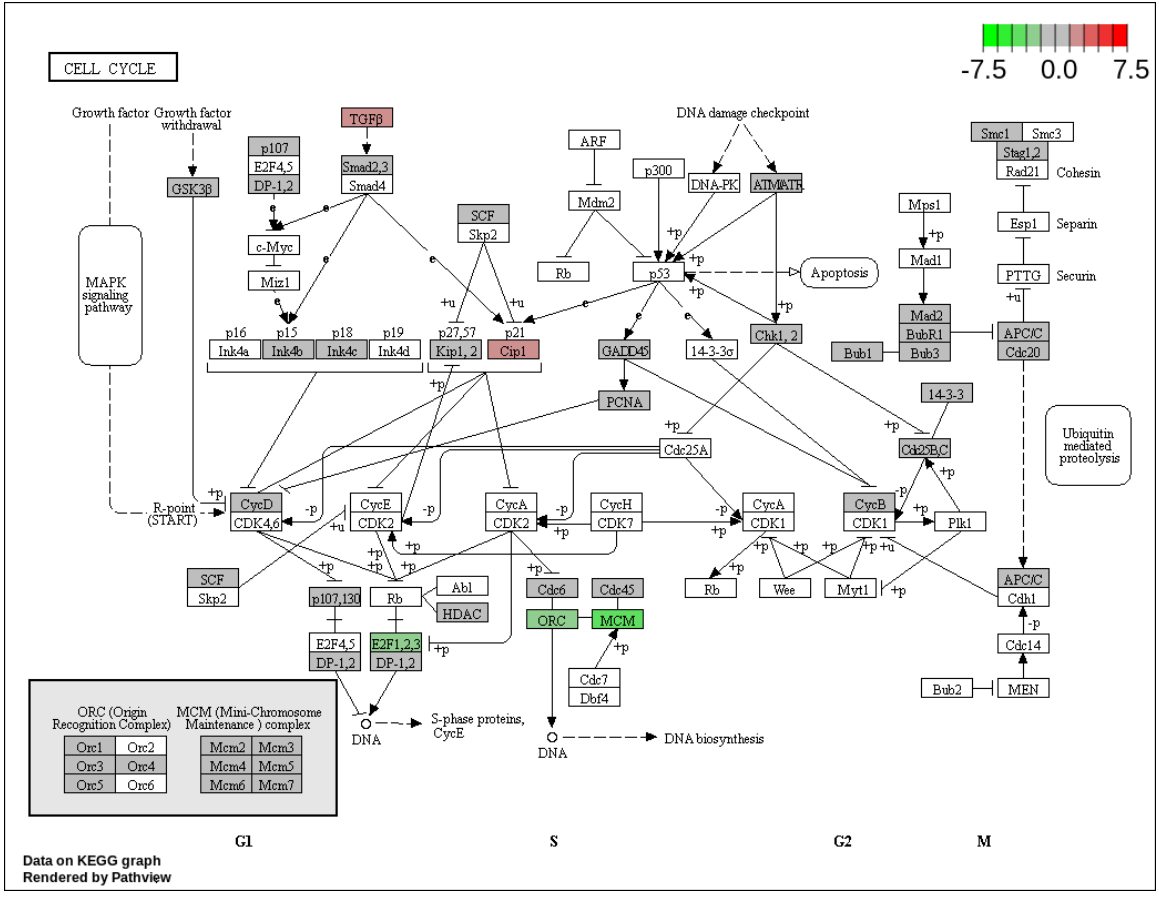 -7.5 0.0 7.5
CELL CYCLE
Growth factor
Growth factor
withdrawal
TGFβ
DNA damage checkpoint
Smc1 Smc3
Stag1,2
Rad21
Cohesin
p107
E2F4,5
DP-1,2
ARF
Smad2,3
Smad4
p300
DNA-PK
ATM/ATR
GSK3β
e
e
Mdm2
Mps1
SCF
Skp2
+p
Esp1
Separin
c-Myc
+p
Mad1
Miz1
e
e
e
Rb
p53
+p
Apoptosis
PTTG
Securin
MAPK
signaling
pathway
+p
+u
+u
+u
e
e
e
+p
Mad2
BubR1
Bub3
Bub1
APC/C
Cdc20
p16
Ink4a
p15
Ink4b
p18
Ink4c
p19
Ink4d
p27,57
Kip1, 2
p21
Cip1
GADD45
14-3-3σ
Chk1, 2
+p
PCNA
14-3-3
Ubiquitin
mediated
proteolysis
+p
Cdc25A
+p
Cdc25B,C
+p
+p
R-point
(START)
CycD
CDK4,6
-p
CycE
CDK2
-p
CycA
CDK2
-p
+p
CycH
CDK7
-p
CycA
CDK1
CycB
CDK1
-p
+p
Plk1
+u
+p
+p
+p
+p
+p
+p
+p
+p
+p
+p
+u
SCF
Skp2
p107,130
Rb
Abl
HDAC
Cdc6
Cdc45
Rb
Wee
Myt1
+p
APC/C
Cdh1
ORC
MCM
-p
E2F4,5
DP-1,2
E2F1,2,3
DP-1,2
+p
+p
Cdc14
Cdc7
Dbf4
Bub2
MEN
DNA
S-phase proteins,
CycE
DNA
DNA biosynthesis
ORC (Origin
Recognition Complex)
MCM (Mini-Chromosome
Maintenance ) complex
Orc1 Orc2
Orc3 Orc4
Orc5 Orc6
Mcm2 Mcm3
Mcm4 Mcm5
Mcm6 Mcm7
G1 S G2 M
Data on KEGG graph
Rendered by Pathview